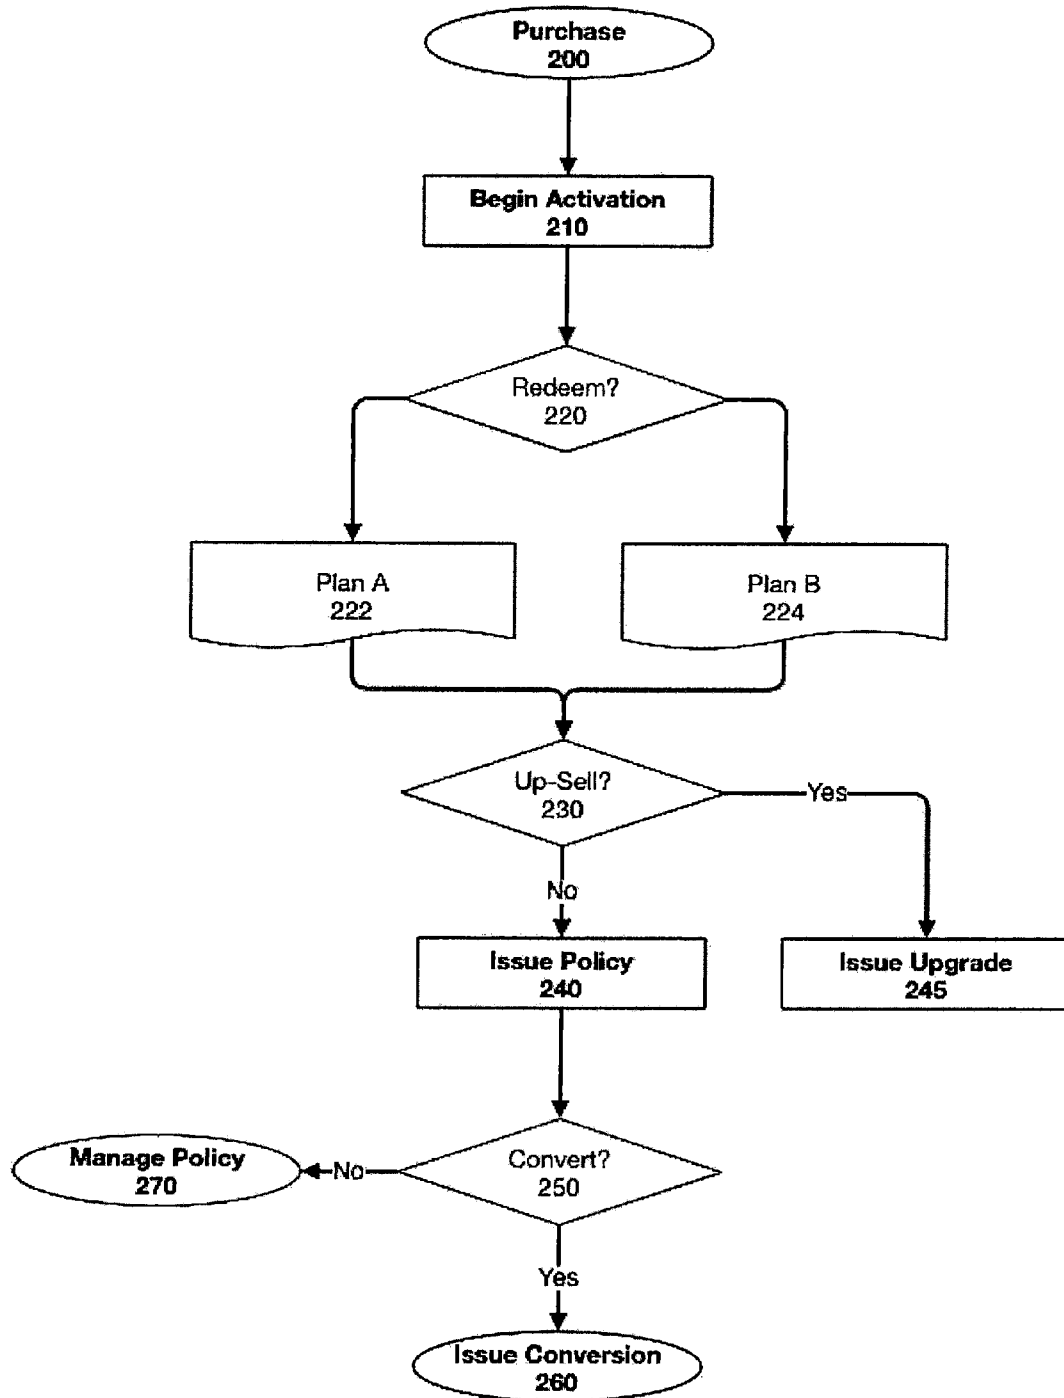 Purchase
200
Begin Activation
210
Redeem?
220
Plan A
222
Plan B
224
Up-Sell?
230
Yes
No
Issue Policy
240
Issue Upgrade
245
Manage Policy
270
No
Convert?
250
Yes
Issue Conversion
260